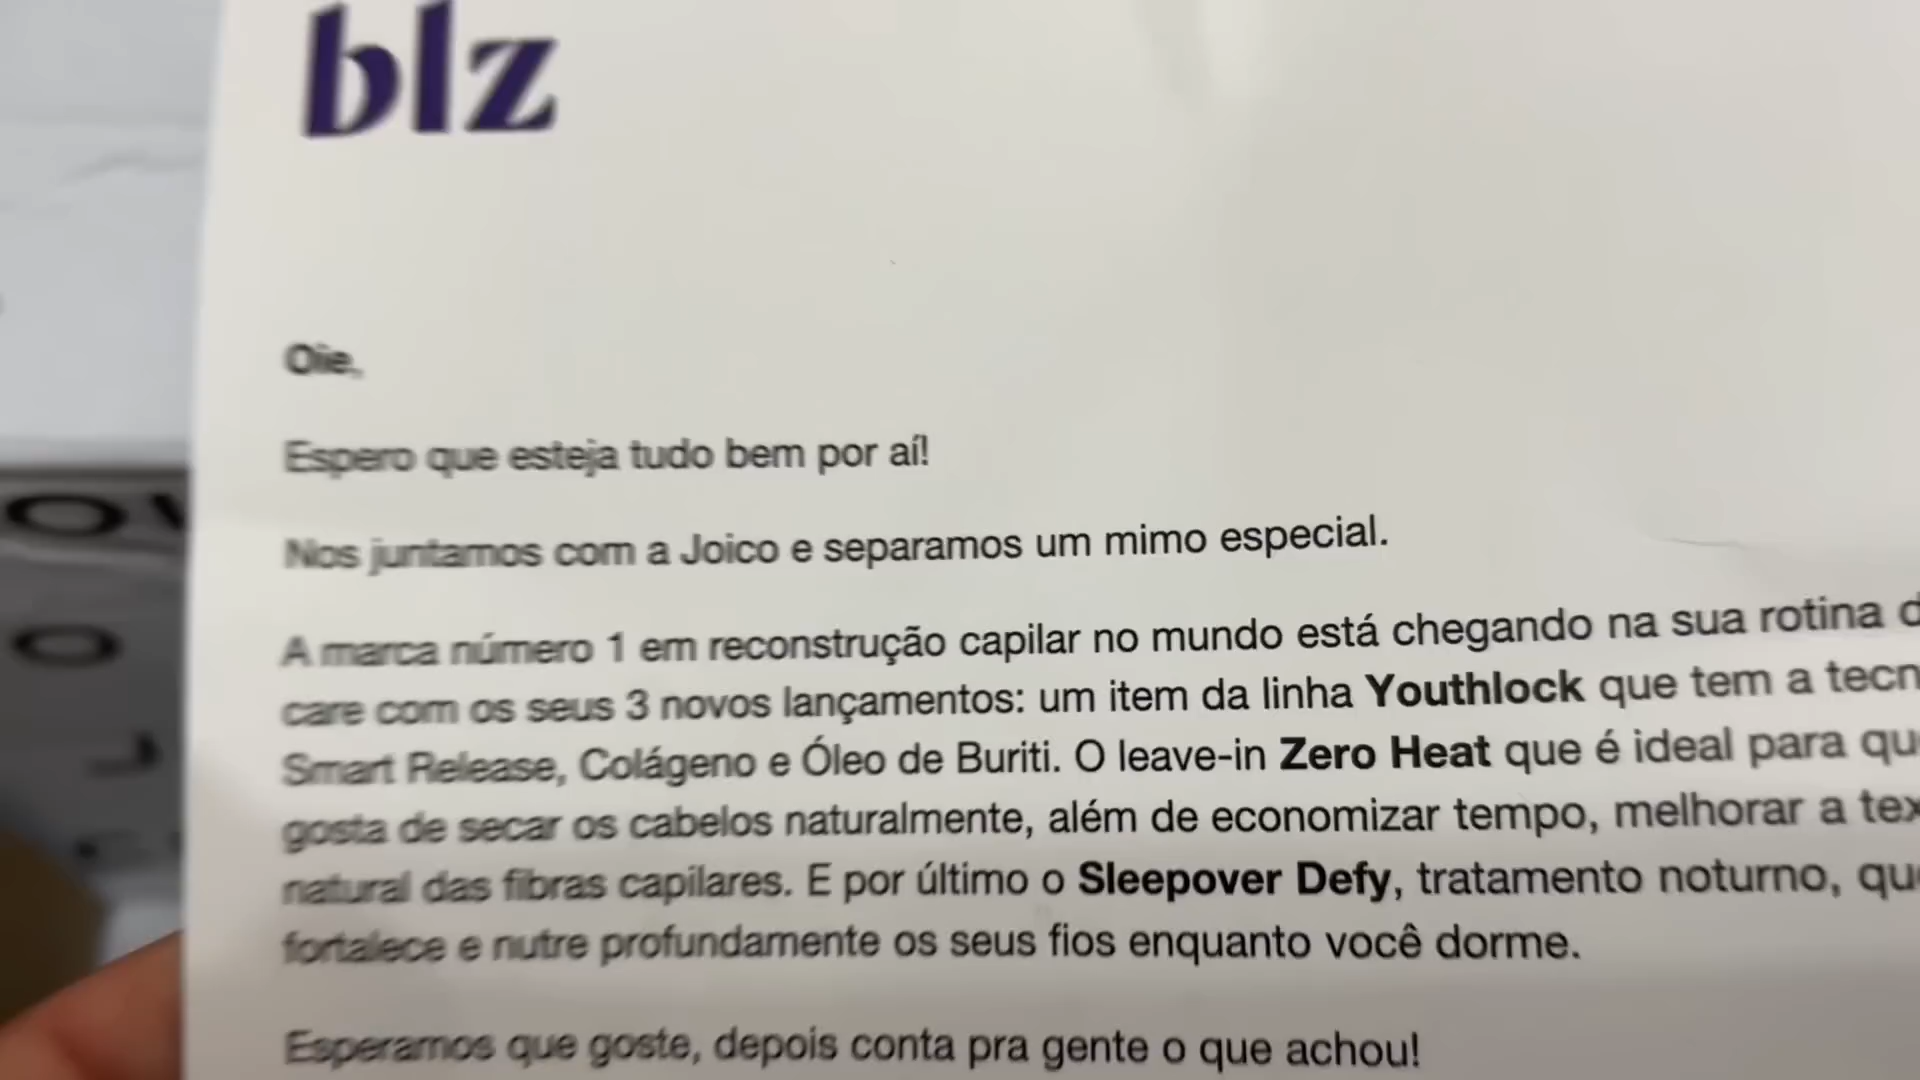 blz
Oie,
Espero que esteja tudo bem por aí!
Nos juntamos com a Joico e separamos um mimo especial.
A marca número 1 em reconstrução capilar no mundo está chegando na sua rotina d
care com os seus 3 novos lançamentos: um item da linha Youthlock que tem a tecn
Smart Release, Colágeno e Óleo de Buriti. O leave-in Zero Heat que é ideal para qu
gosta de secar os cabelos naturalmente, além de economizar tempo, melhorar a tex
natural das fibras capilares. E por último o Sleepover Defy, tratamento noturno, que
fortalece e nutre profundamente os seus fios enquanto você dorme.
Esperamos que goste, depois conta pra gente o que achou!